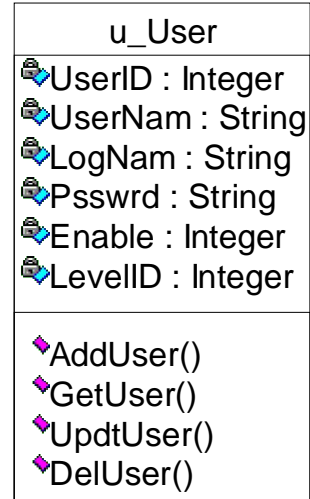 u_User
UserID : Integer
UserNam : String
LogNam : String
Psswrd : String
Enable : Integer
LevelID : Integer
AddUser()
GetUser()
UpdtUser()
DelUser()